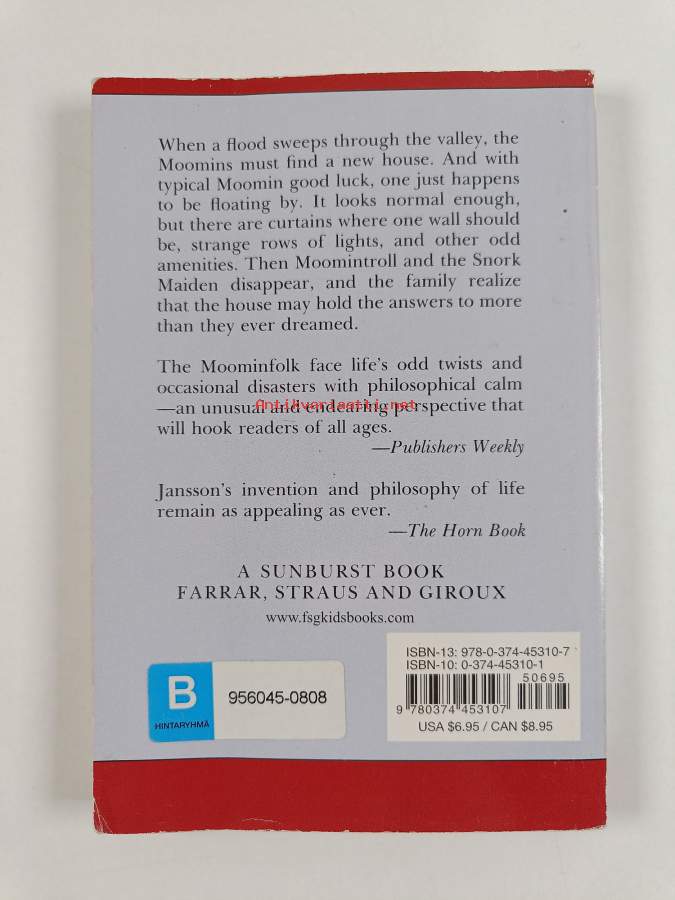 When a flood sweeps through the valley, the
Moomins must find a new house. And with
typical Moomin good luck, one just happens
to be floating by. It looks normal enough,
but there are curtains where one wall should
be, strange rows of lights, and other odd
amenities. Then Moomintroll and the Snork
Maiden disappear, and the family realize
that the house may hold the answers to more
than they ever dreamed.
The Moominfolk face life's odd twists and
occasional disasters with philosophical calm
—an unusual and endearing perspective that
Antikvariaatti.net
will hook readers of all ages.
—Publishers Weekly
Jansson's invention and philosophy of life
remain as appealing as ever.
—The Horn Book
A SUNBURST BOOK
FARRAR, STRAUS AND GIROUX
www.fsgkidsbooks.com
ISBN-13: 978-0-374-45310-7
ISBN-10: 0-374-45310-1
50695
9 780374 453107
USA $6.95 / CAN $8.95
B
HINTARYHMÄ
956045-0808